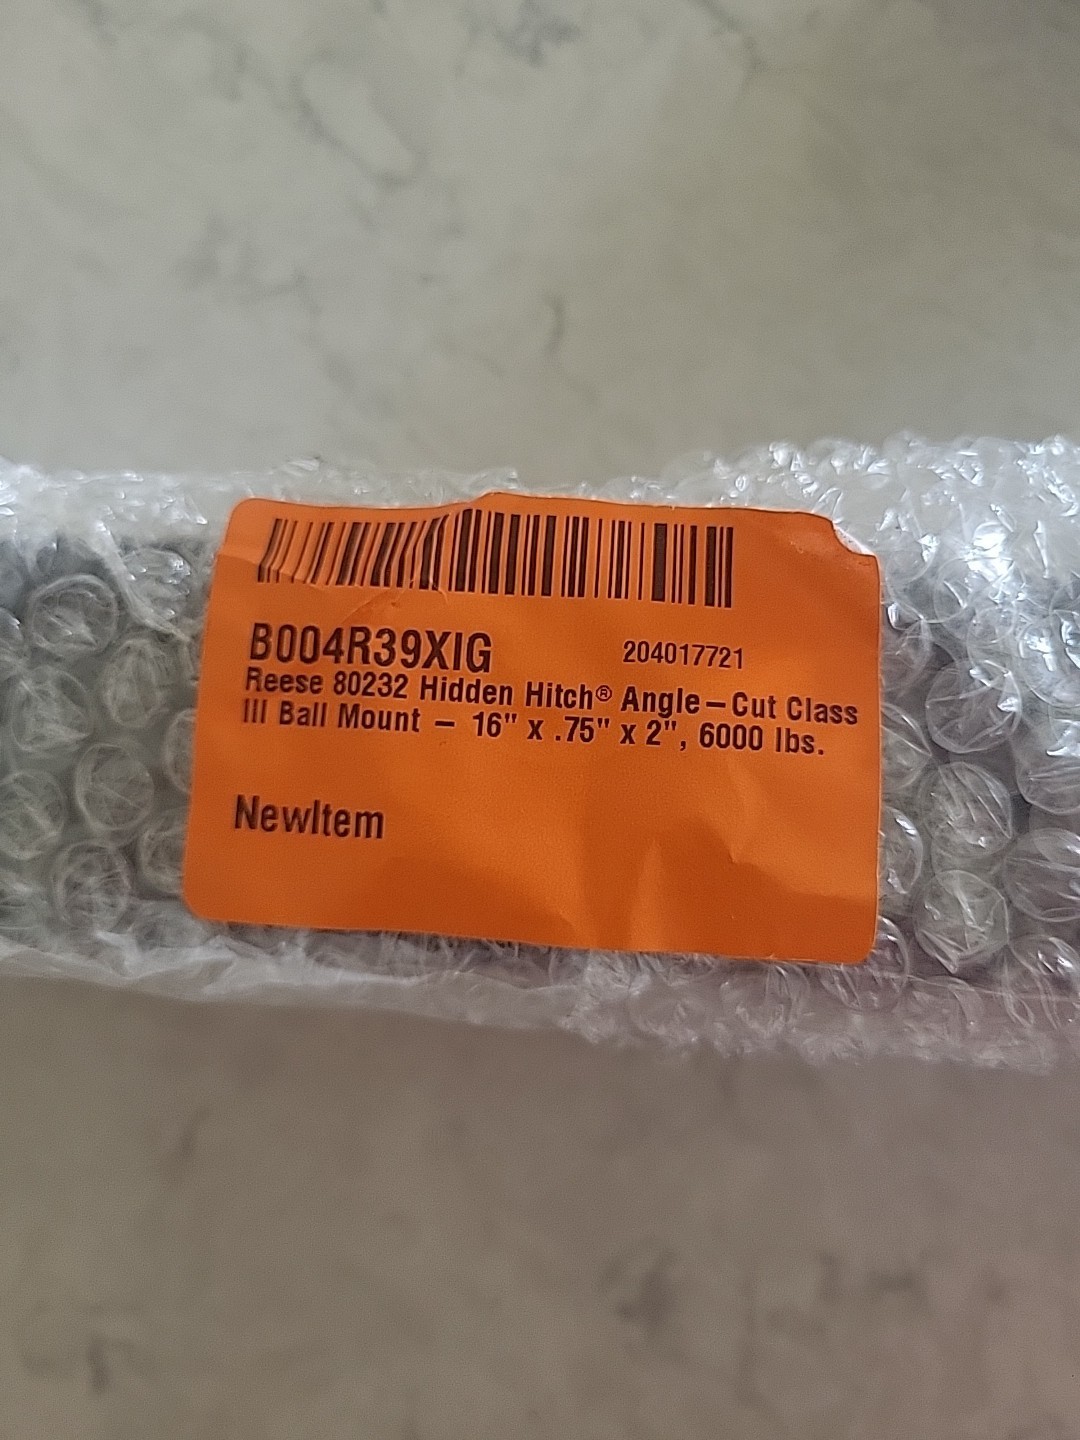 B004R39XIG 204017721
Reese 80232 Hidden Hitch® Angle-Cut Class
III Ball Mount - 16" x .75" x 2", 6000 lbs.
NewItem